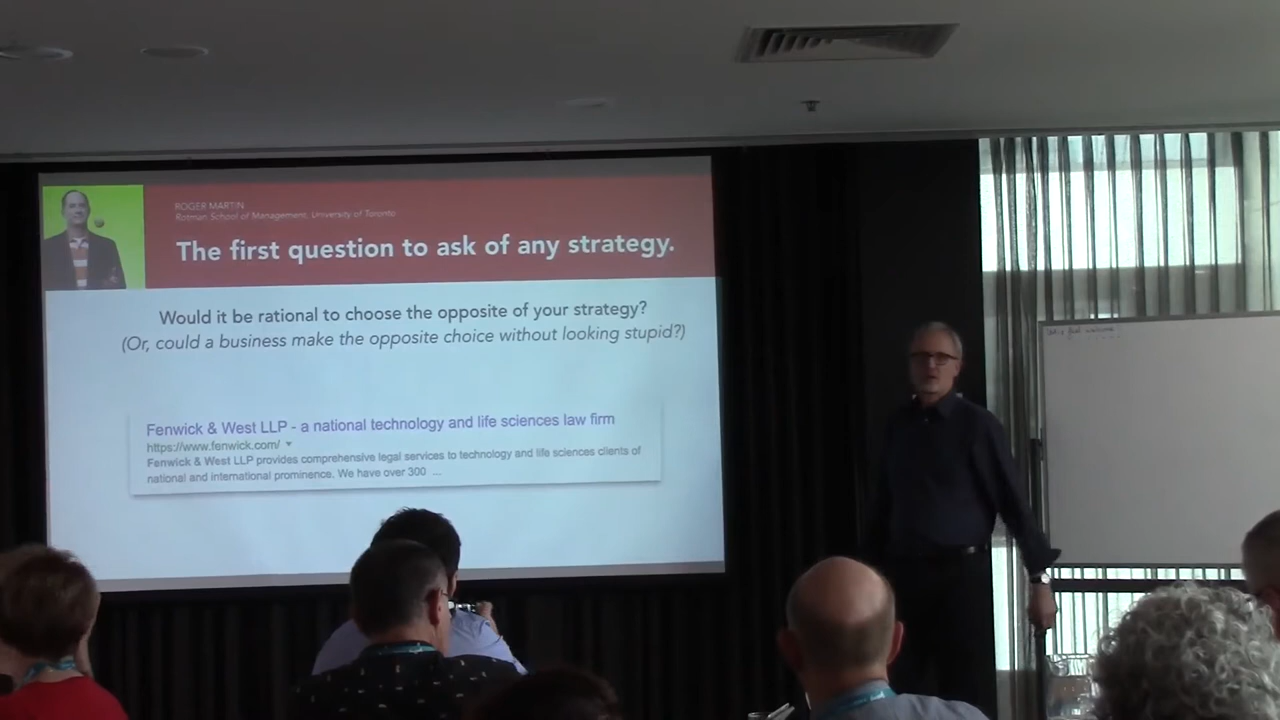 ROGER MARTIN
Rotman School of Management, University of Toronto
The first question to ask of any strategy.
Would it be rational to choose the opposite of your strategy?
(Or, could a business make the opposite choice without looking stupid?)
Fenwick & West LLP - a national technology and life sciences law firm
https://www.fenwick.com/
Fenwick & West LLP provides comprehensive legal services to technology and life sciences clients of
national and international prominence. We have over 300 ...